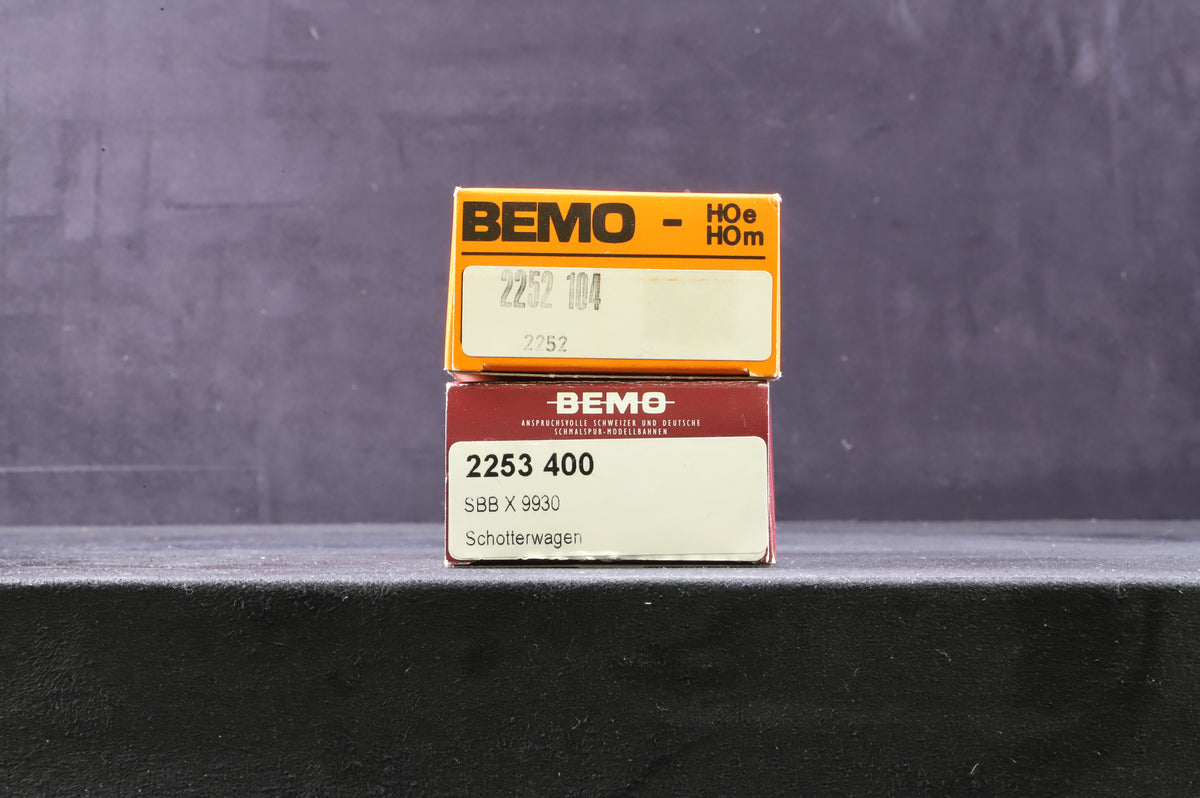 BEMO - HOe
HOm
2252 104
2252
BEMO
ANSPRUCHSVOLLE SCHWEIZER UND DEUTSCHE
SCHMALSPUR-MODELLBAHNEN
2253 400
SBB X 9930
Schotterwagen